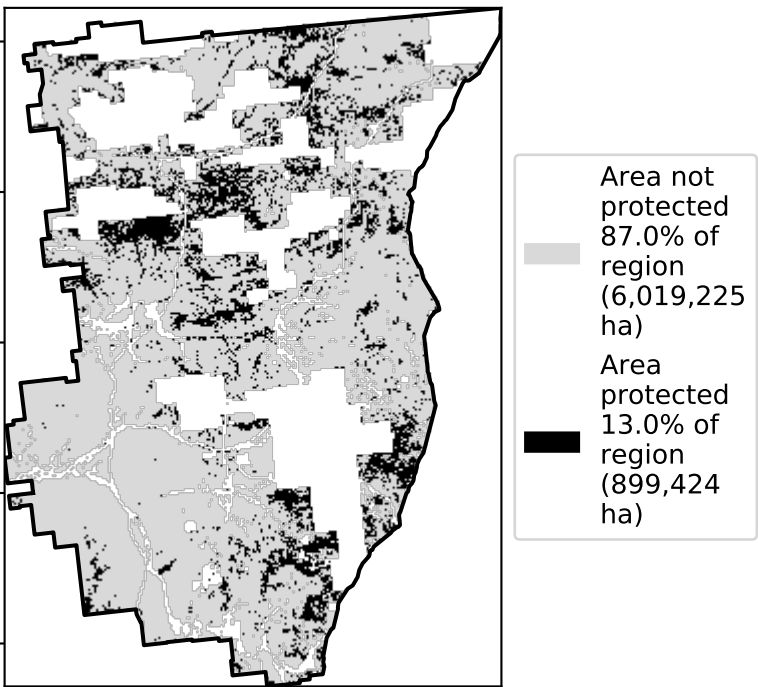 Area not
protected
87.0% of
region
(6,019,225
ha)
Area
protected
13.0% of
region
(899,424
ha)